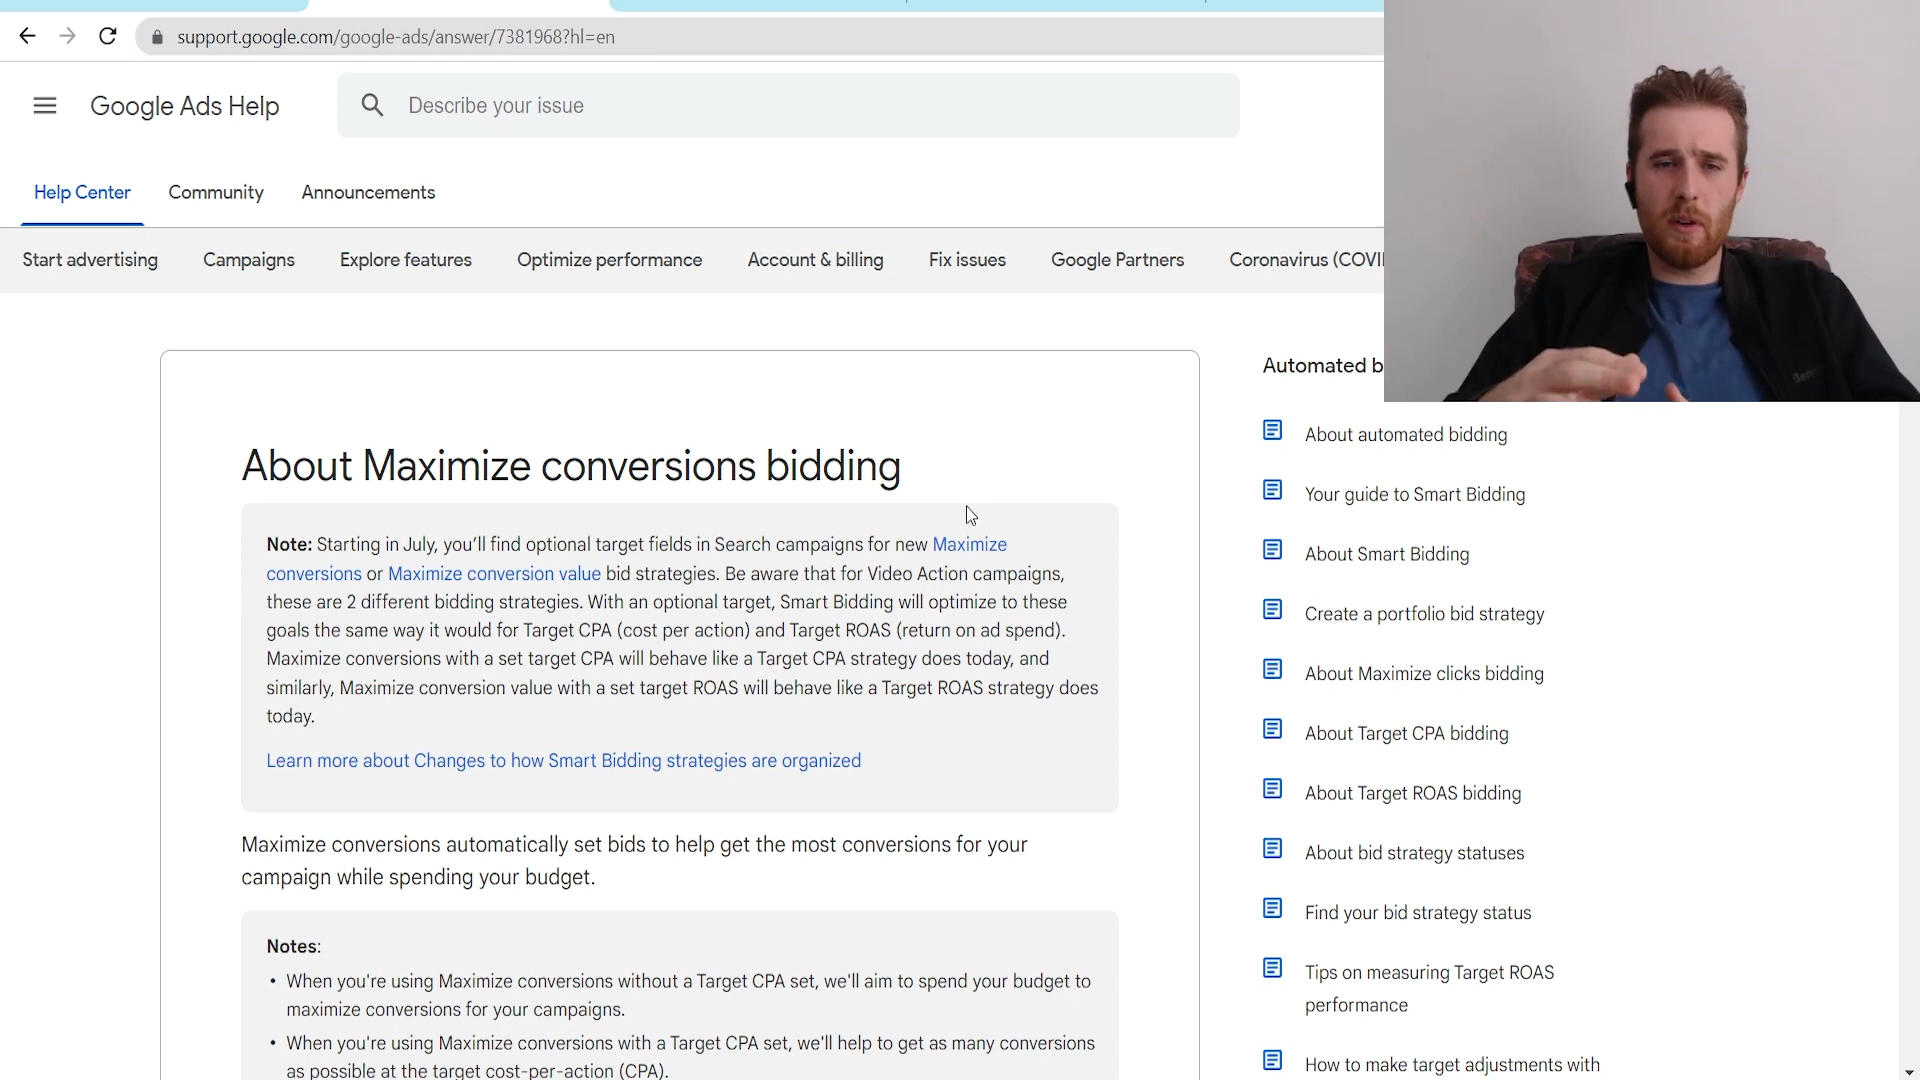 support.google.com/google-ads/answer/7381968?hl=en
Google Ads Help
Describe your issue
Help Center
Community
Announcements
Start advertising
Campaigns
Explore features
Optimize performance
Account & billing
Fix issues
Google Partners
Coronavirus (COVI
About Maximize conversions bidding
Note: Starting in July, you'll find optional target fields in Search campaigns for new Maximize
conversions or Maximize conversion value bid strategies. Be aware that for Video Action campaigns,
these are 2 different bidding strategies. With an optional target, Smart Bidding will optimize to these
goals the same way it would for Target CPA (cost per action) and Target ROAS (return on ad spend).
Maximize conversions with a set target CPA will behave like a Target CPA strategy does today, and
similarly, Maximize conversion value with a set target ROAS will behave like a Target ROAS strategy does
today.
Learn more about Changes to how Smart Bidding strategies are organized
Maximize conversions automatically set bids to help get the most conversions for your
campaign while spending your budget.
Notes:
• When you're using Maximize conversions without a Target CPA set, we'll aim to spend your budget to
maximize conversions for your campaigns.
• When you're using Maximize conversions with a Target CPA set, we'll help to get as many conversions
as possible at the target cost-per-action (CPA).
Automated b
About automated bidding
Your guide to Smart Bidding
About Smart Bidding
Create a portfolio bid strategy
About Maximize clicks bidding
About Target CPA bidding
About Target ROAS bidding
About bid strategy statuses
Find your bid strategy status
Tips on measuring Target ROAS
performance
How to make target adjustments with